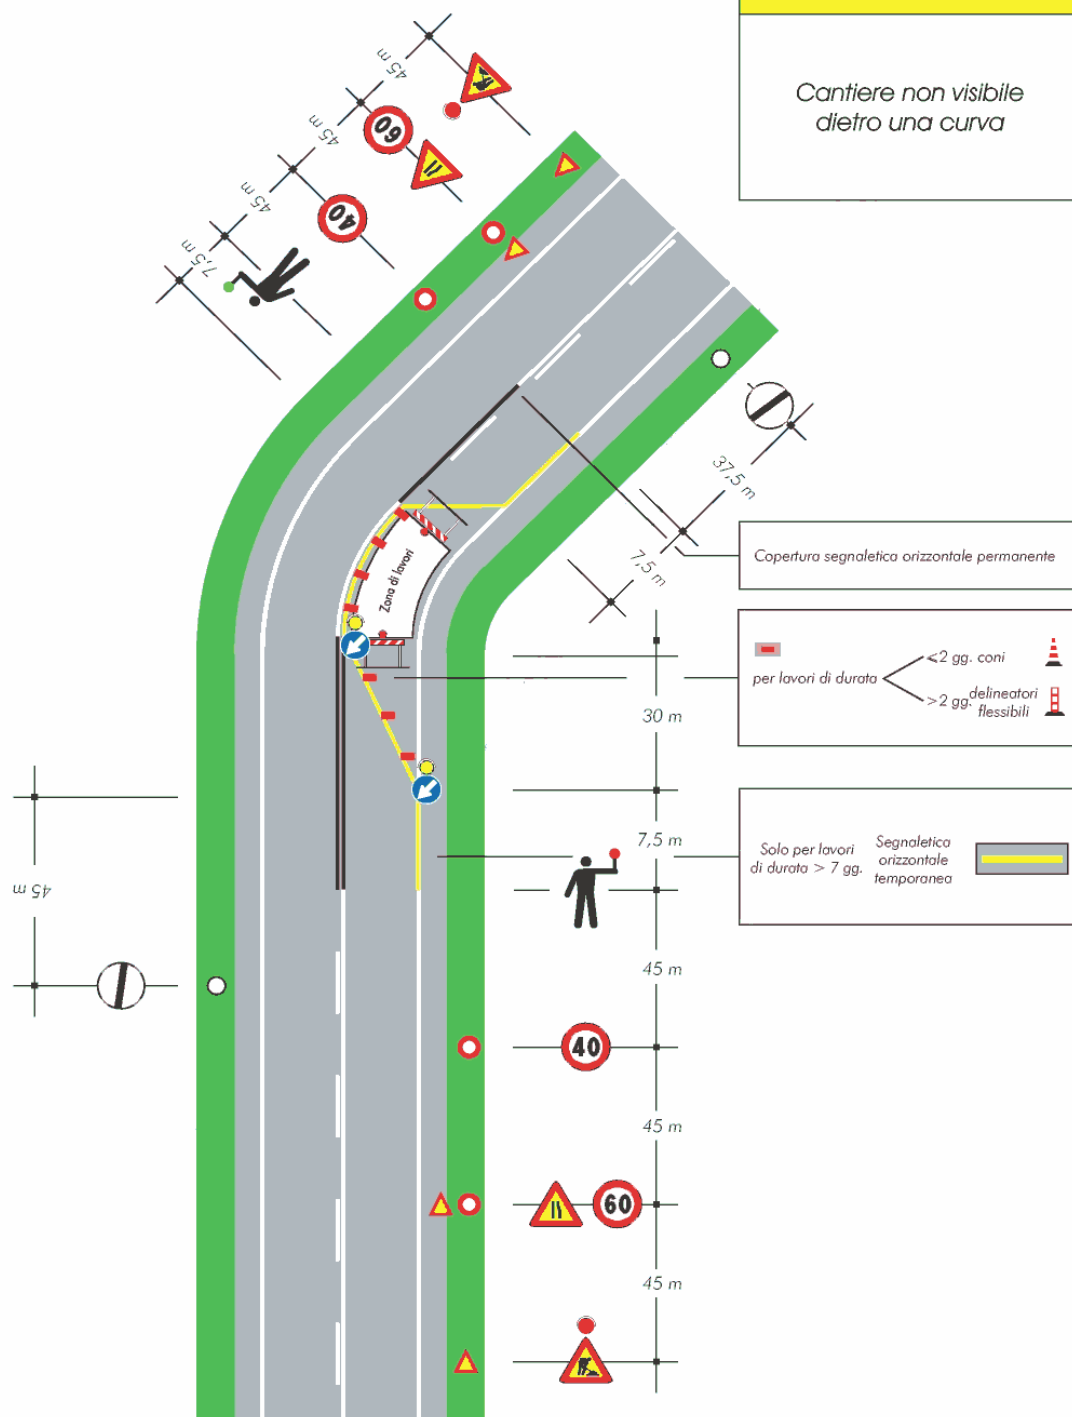 Cantiere non visibile
dietro una curva
45 m
45 m
60
45 m
40
7,5 m
37,5 m
7,5 m
Copertura segnaletica orizzontale permanente
Zona di lavori
per lavori di durata
<2 gg. coni
>2 gg. delineatori
flessibili
30 m
7,5 m
Solo per lavori
di durata > 7 gg.
Segnaletica
orizzontale
temporanea
45 m
45 m
40
45 m
60
45 m